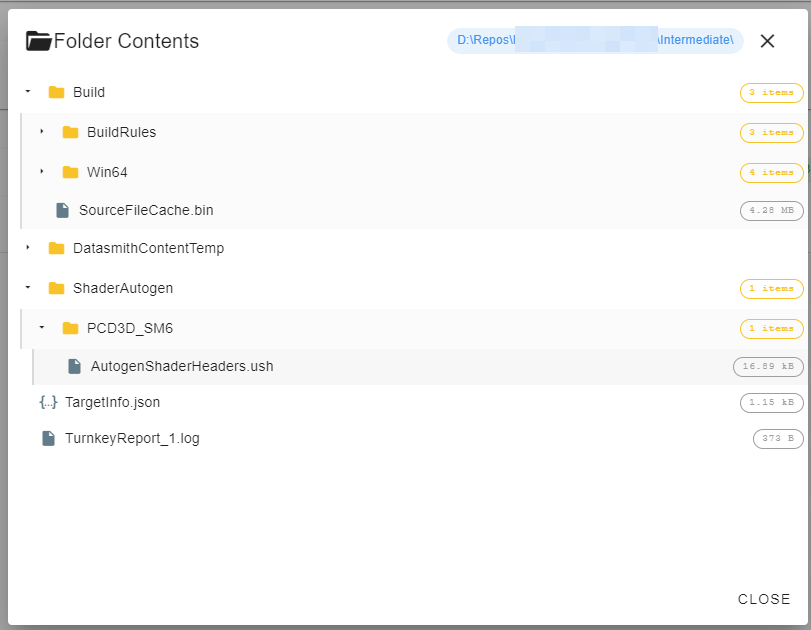 Folder Contents
D:\Repos\ \Intermediate\
Build 3 items
BuildRules 3 items
Win64 4 items
SourceFileCache.bin 4.28 MB
DatasmithContentTemp
ShaderAutogen 1 items
PCD3D_SM6 1 items
AutogenShaderHeaders.ush 16.89 kB
{...} TargetInfo.json 1.15 kB
TurnkeyReport_1.log 373 B
CLOSE